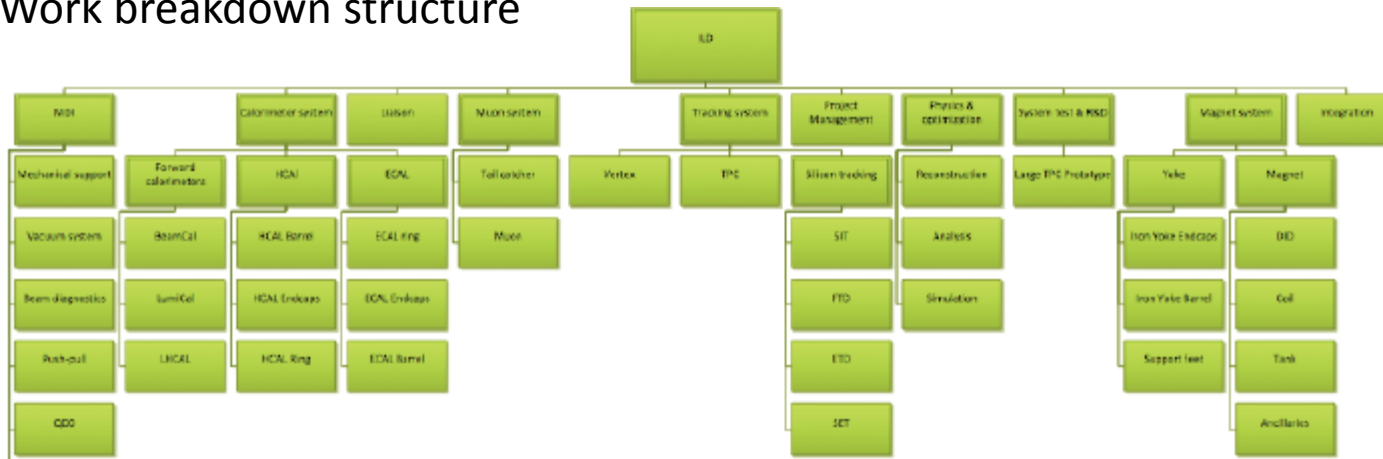 Work breakdown structure
ILD
MDI
Calorimeter system
Liaison
Muon system
Tracking system
Project
Management
Physics &
optimization
System test & R&D
Magnet system
Integration
Mechanical support
Forward
calorimeters
HCAl
ECAL
Tail catcher
Vertex
TPC
Silicon tracking
Reconstruction
Large TPC Prototype
Yoke
Magnet
Vacuum system
BeamCal
HCAL Barrel
ECAL ring
Muon
SIT
Analysis
Iron Yoke Endcaps
DID
Beam diagnostics
LumiCal
HCAL Endcaps
ECAL Endcaps
FTD
Simulation
Iron Yoke Barrel
Coil
Push-pull
LHCAL
HCAL Ring
ECAL Barrel
ETD
Support feet
Tank
QD0
SET
Ancillaries